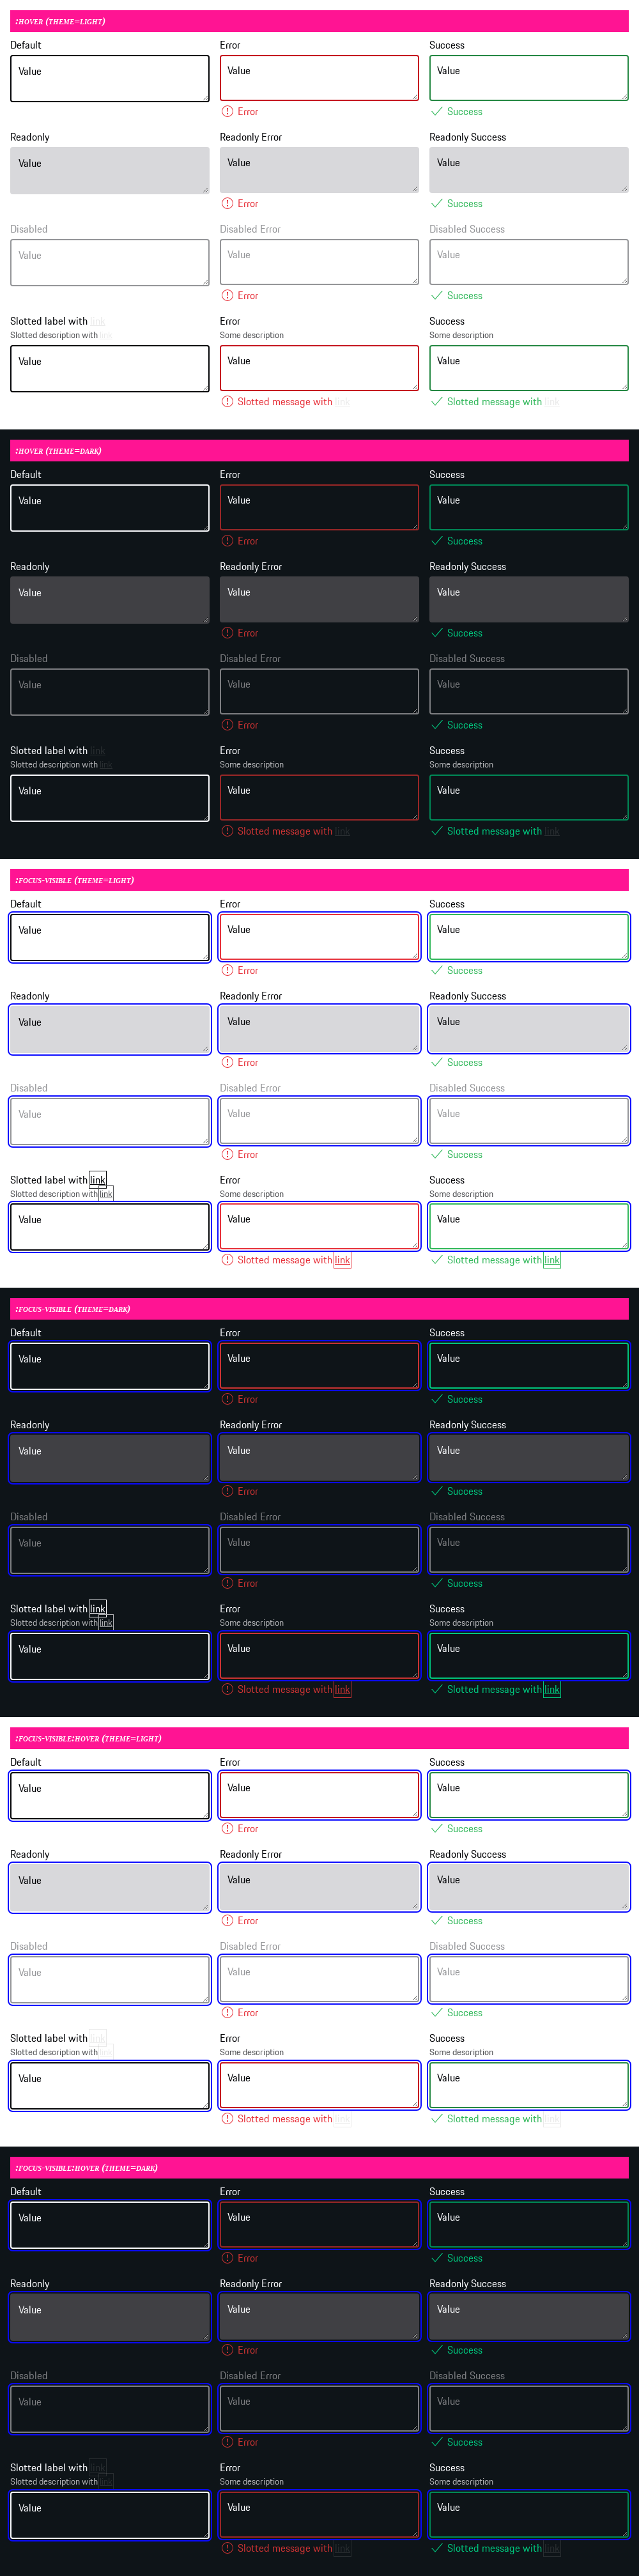 :HOVER (THEME=LIGHT)
Default Error Success
Value Value Value
Error Success
Readonly Readonly Error Readonly Success
Value Value Value
Error Success
Disabled Disabled Error Disabled Success
Value Value Value
Error Success
Slotted label with link Error Success
Slotted description with link Some description Some description
Value Value Value
Slotted message with link Slotted message with link
:HOVER (THEME=DARK)
Default Error Success
Value Value Value
Error Success
Readonly Readonly Error Readonly Success
Value Value Value
Error Success
Disabled Disabled Error Disabled Success
Value Value Value
Error Success
Slotted label with link Error Success
Slotted description with link Some description Some description
Value Value Value
Slotted message with link Slotted message with link
:FOCUS-VISIBLE (THEME=LIGHT)
Default Error Success
Value Value Value
Error Success
Readonly Readonly Error Readonly Success
Value Value Value
Error Success
Disabled Disabled Error Disabled Success
Value Value Value
Error Success
Slotted label with link Error Success
Slotted description with link Some description Some description
Value Value Value
Slotted message with link Slotted message with link
:FOCUS-VISIBLE (THEME=DARK)
Default Error Success
Value Value Value
Error Success
Readonly Readonly Error Readonly Success
Value Value Value
Error Success
Disabled Disabled Error Disabled Success
Value Value Value
Error Success
Slotted label with link Error Success
Slotted description with link Some description Some description
Value Value Value
Slotted message with link Slotted message with link
:FOCUS-VISIBLE:HOVER (THEME=LIGHT)
Default Error Success
Value Value Value
Error Success
Readonly Readonly Error Readonly Success
Value Value Value
Error Success
Disabled Disabled Error Disabled Success
Value Value Value
Error Success
Slotted label with link Error Success
Slotted description with link Some description Some description
Value Value Value
Slotted message with link Slotted message with link
:FOCUS-VISIBLE:HOVER (THEME=DARK)
Default Error Success
Value Value Value
Error Success
Readonly Readonly Error Readonly Success
Value Value Value
Error Success
Disabled Disabled Error Disabled Success
Value Value Value
Error Success
Slotted label with link Error Success
Slotted description with link Some description Some description
Value Value Value
Slotted message with link Slotted message with link